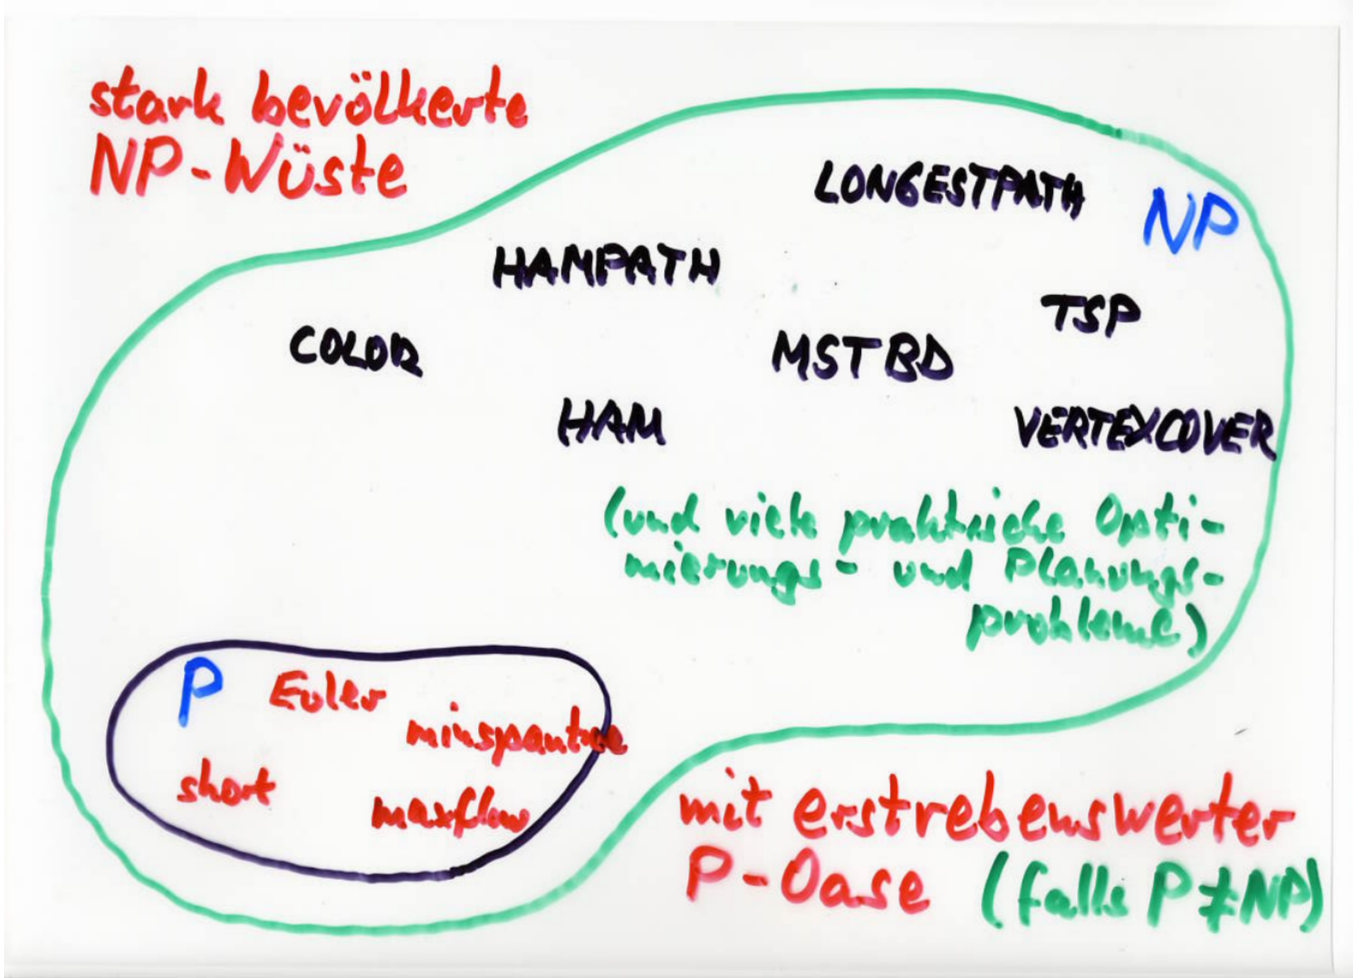 stark bevölkerte
NP-Wüste
LONGESTPATH
NP
HAMPATH
TSP
COLOR
MSTBD
HAM
VERTEXCOVER
(und viele praktische Opti-
mierungs- und Planungs-
probleme)
P
Euler
minspantree
short
maxflow
mit erstrebenswerter
P-Oase (falls P ≠ NP)